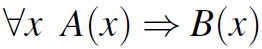 ∀x A(x) ⇒ B(x)